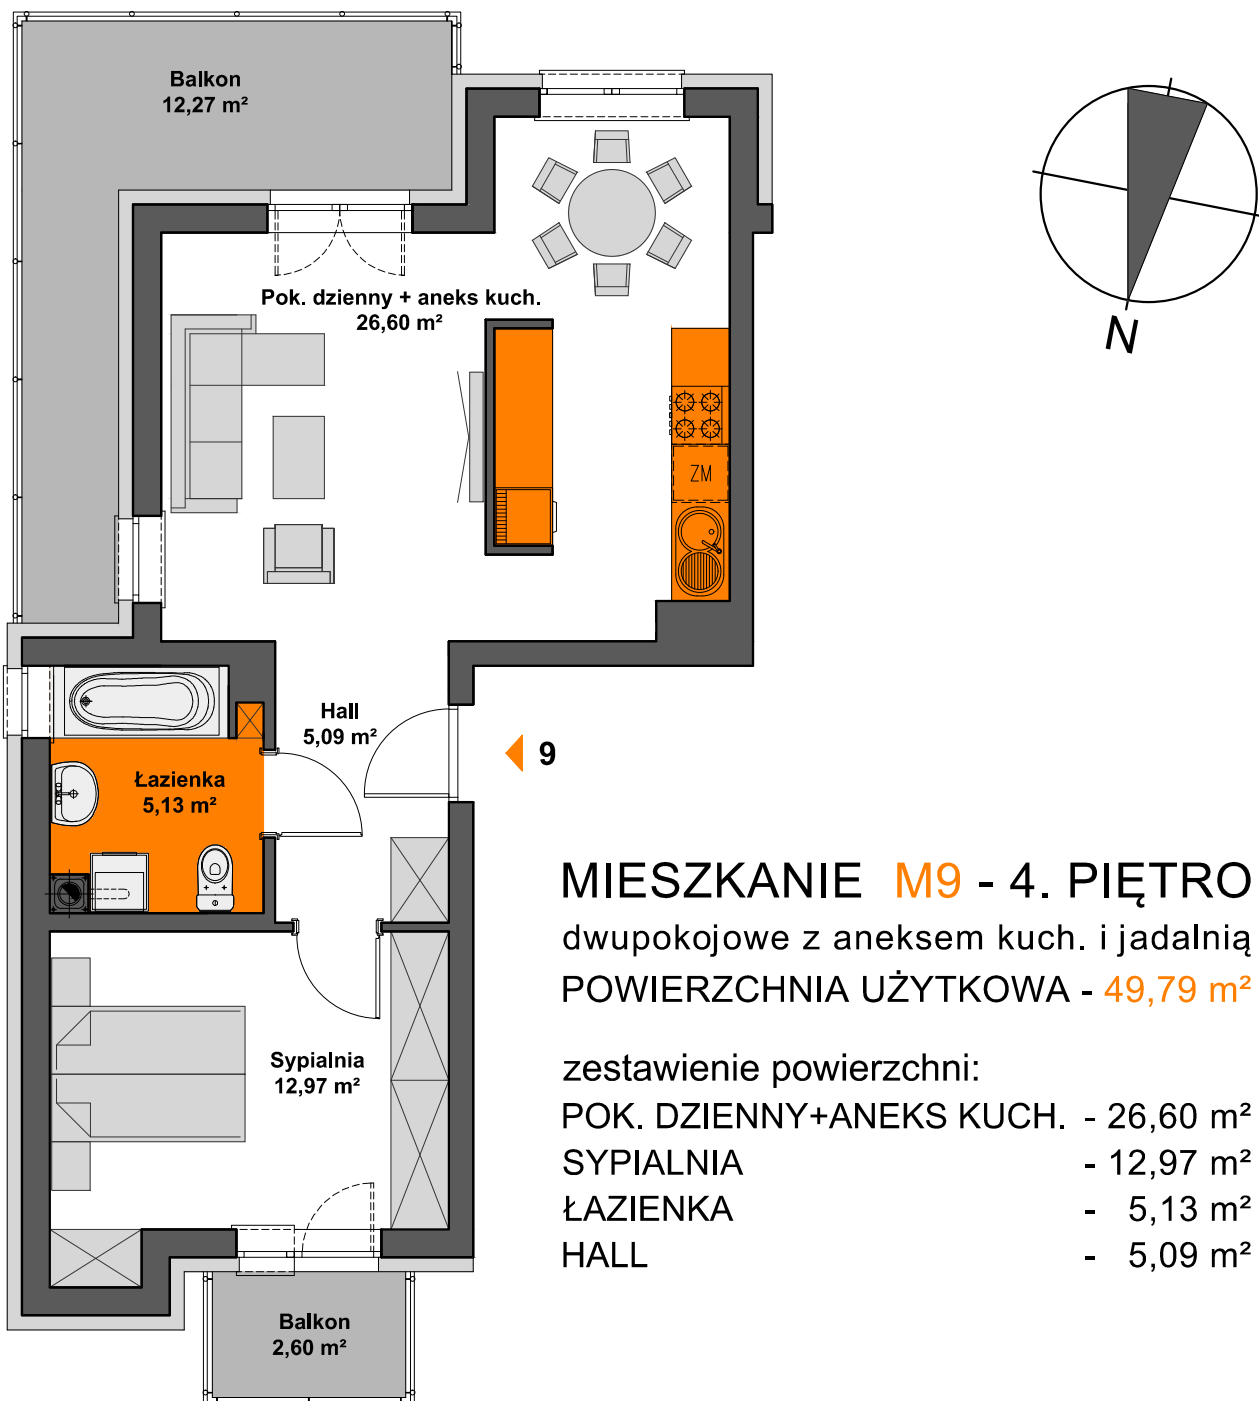 Balkon
12,27 m²
N
Pok. dzienny + aneks kuch.
26,60 m²
ZM
Hall
5,09 m²
9
Łazienka
5,13 m²
MIESZKANIE M9 - 4. PIĘTRO
dwupokojowe z aneksem kuch. i jadalnią
POWIERZCHNIA UŻYTKOWA - 49,79 m²
Sypialnia
12,97 m²
zestawienie powierzchni:
POK. DZIENNY+ANEKS KUCH. - 26,60 m²
SYPIALNIA - 12,97 m²
ŁAZIENKA - 5,13 m²
HALL - 5,09 m²
Balkon
2,60 m²